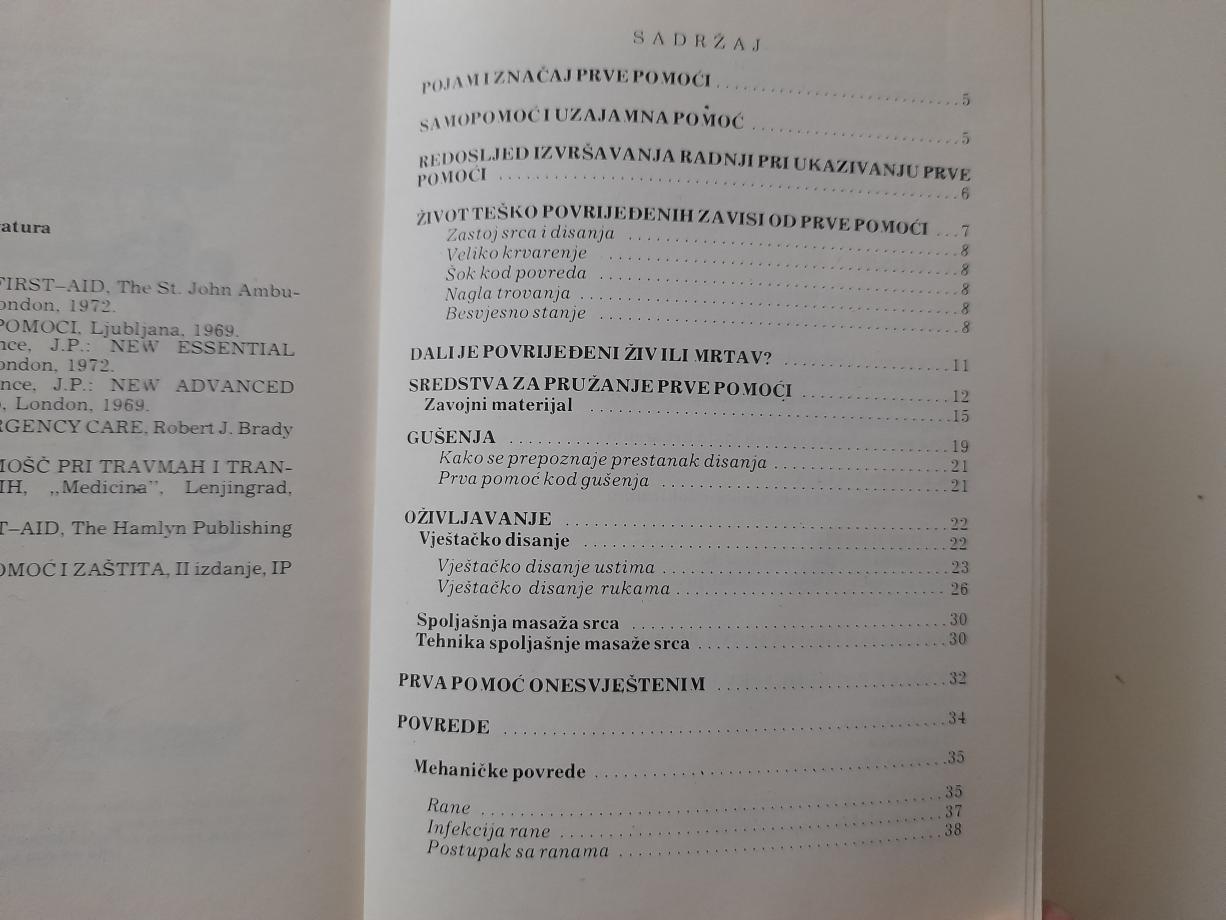 atura
FIRST–AID, The St. John Ambu-
ondon, 1972.
POMOCI, Ljubljana, 1969.
nce, J.P.: NEW ESSENTIAL
ondon, 1972.
nce, J.P.: NEW ADVANCED
, London, 1969.
RGENCY CARE, Robert J. Brady
MOŠČ PRI TRAVMAH I TRAN-
IH, ,,Medicina", Lenjingrad,
T–AID, The Hamlyn Publishing
OMOĆ I ZAŠTITA, II izdanje, IP
SADRŽAJ
POJAM I ZNAČAJ PRVE POMOĆI . . . . . 5
SAMOPOMOĆ I UZAJAMNA POMOĆ . . . . . 5
REDOSLJED IZVRŠAVANJA RADNJI PRI UKAZIVANJU PRVE
POMOĆI . . . . . 6
ŽIVOT TEŠKO POVRIJEĐENIH ZAVISI OD PRVE POMOĆI . . . 7
Zastoj srca i disanja . . . . . 8
Veliko krvarenje . . . . . 8
Šok kod povreda . . . . . 8
Nagla trovanja . . . . . 8
Besvjesno stanje . . . . . 8
DA LI JE POVRIJEĐENI ŽIV ILI MRTAV? . . . . . 11
SREDSTVA ZA PRUŽANJE PRVE POMOĆI . . . . . 12
Zavojni materijal . . . . . 15
GUŠENJA . . . . . 19
Kako se prepoznaje prestanak disanja . . . . . 21
Prva pomoć kod gušenja . . . . . 21
OŽIVLJAVANJE . . . . . 22
Vještačko disanje . . . . . 22
Vještačko disanje ustima . . . . . 23
Vještačko disanje rukama . . . . . 26
Spoljašnja masaža srca . . . . . 30
Tehnika spoljašnje masaže srca . . . . . 30
PRVA POMOĆ ONESVJEŠTENIM . . . . . 32
POVREDE . . . . . 34
Mehaničke povrede . . . . . 35
Rane . . . . . 35
Infekcija rane . . . . . 37
Postupak sa ranama . . . . . 38